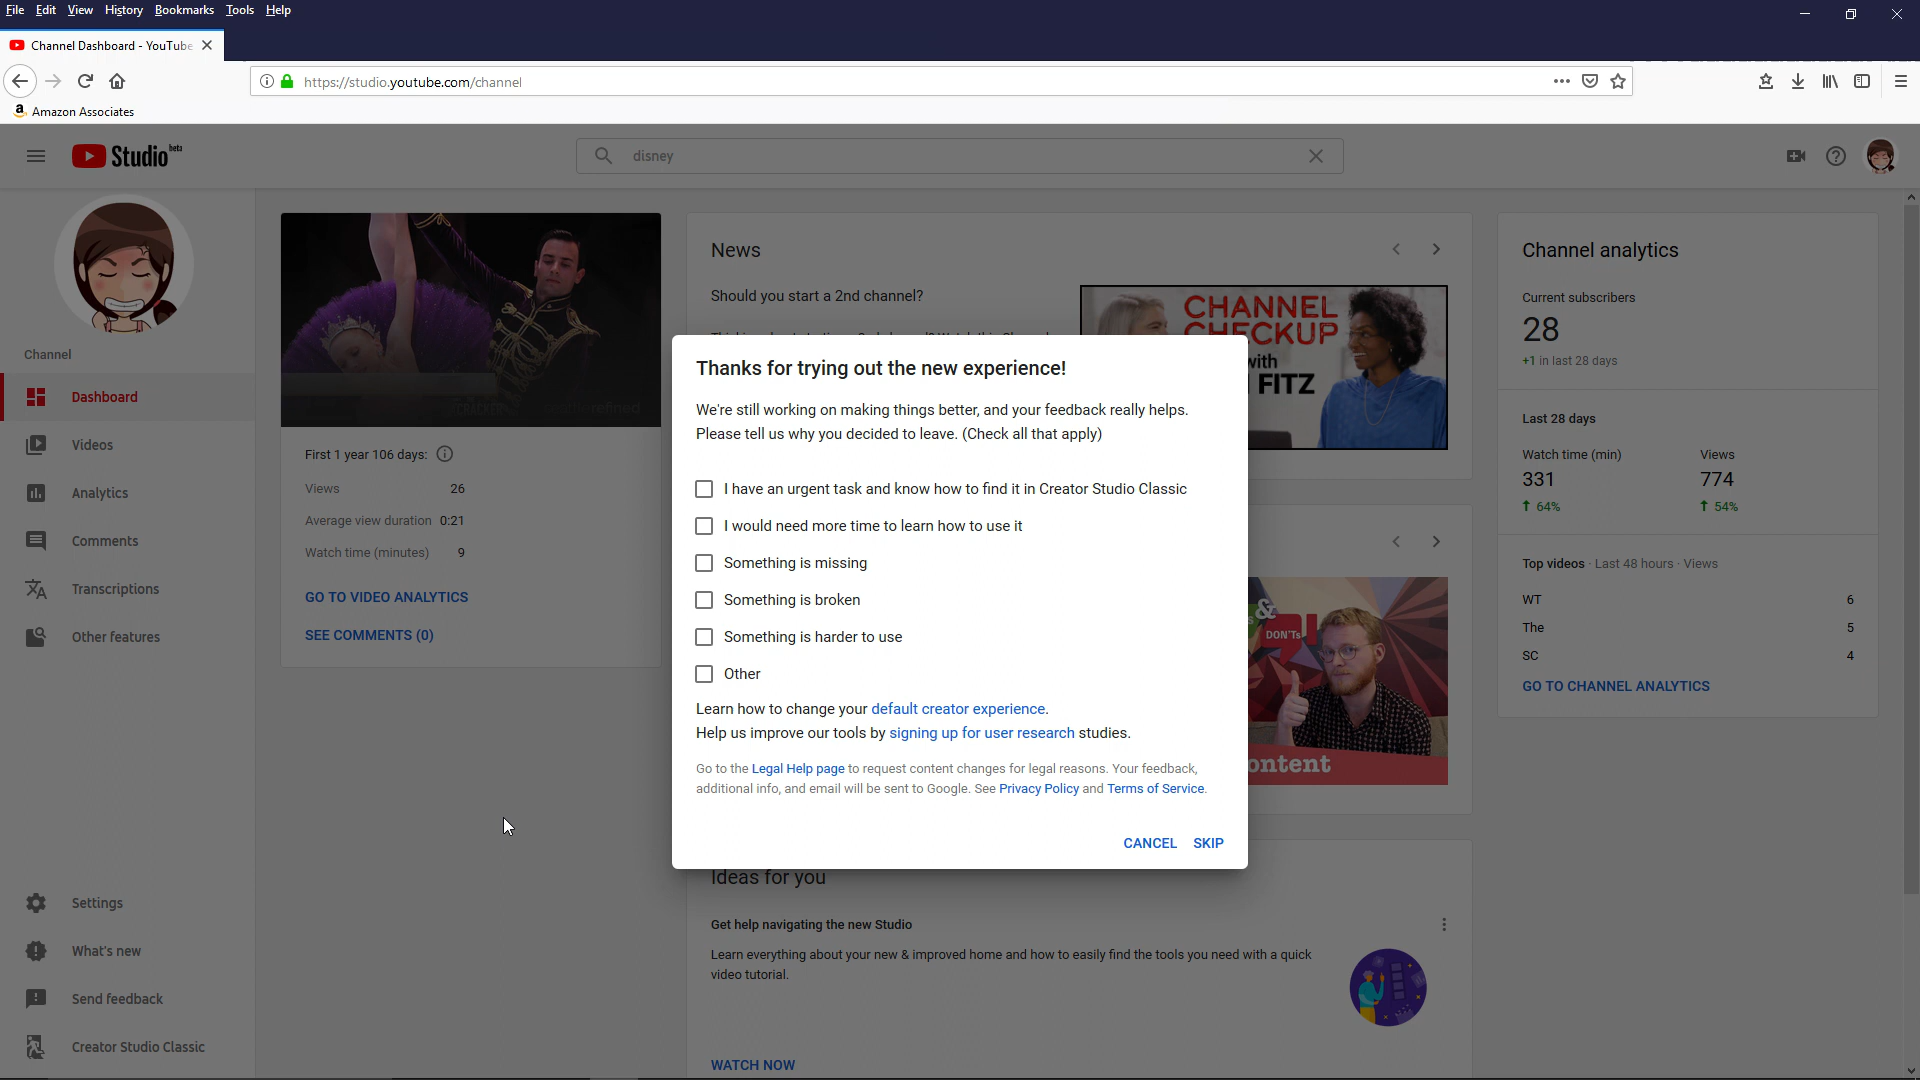 File Edit View History Bookmarks Tools Help
Channel Dashboard - YouTube
https://studio.youtube.com/channel
a Amazon Associates
Studio beta
disney
Channel
Dashboard
Videos
Analytics
Comments
Transcriptions
Other features
Settings
What's new
Send feedback
Creator Studio Classic
First 1 year 106 days:
Views 26
Average view duration 0:21
Watch time (minutes) 9
GO TO VIDEO ANALYTICS
SEE COMMENTS (0)
News
Should you start a 2nd channel?
CHANNEL
CHECKUP
with
FITZ
Thanks for trying out the new experience!
We're still working on making things better, and your feedback really helps.
Please tell us why you decided to leave. (Check all that apply)
I have an urgent task and know how to find it in Creator Studio Classic
I would need more time to learn how to use it
Something is missing
Something is broken
Something is harder to use
Other
Learn how to change your default creator experience.
Help us improve our tools by signing up for user research studies.
Go to the Legal Help page to request content changes for legal reasons. Your feedback,
additional info, and email will be sent to Google. See Privacy Policy and Terms of Service.
CANCEL SKIP
&
DON'Ts
ontent
Ideas for you
Get help navigating the new Studio
Learn everything about your new & improved home and how to easily find the tools you need with a quick
video tutorial.
WATCH NOW
Channel analytics
Current subscribers
28
+1 in last 28 days
Last 28 days
Watch time (min) Views
331 774
64% 54%
Top videos · Last 48 hours · Views
WT 6
The 5
SC 4
GO TO CHANNEL ANALYTICS